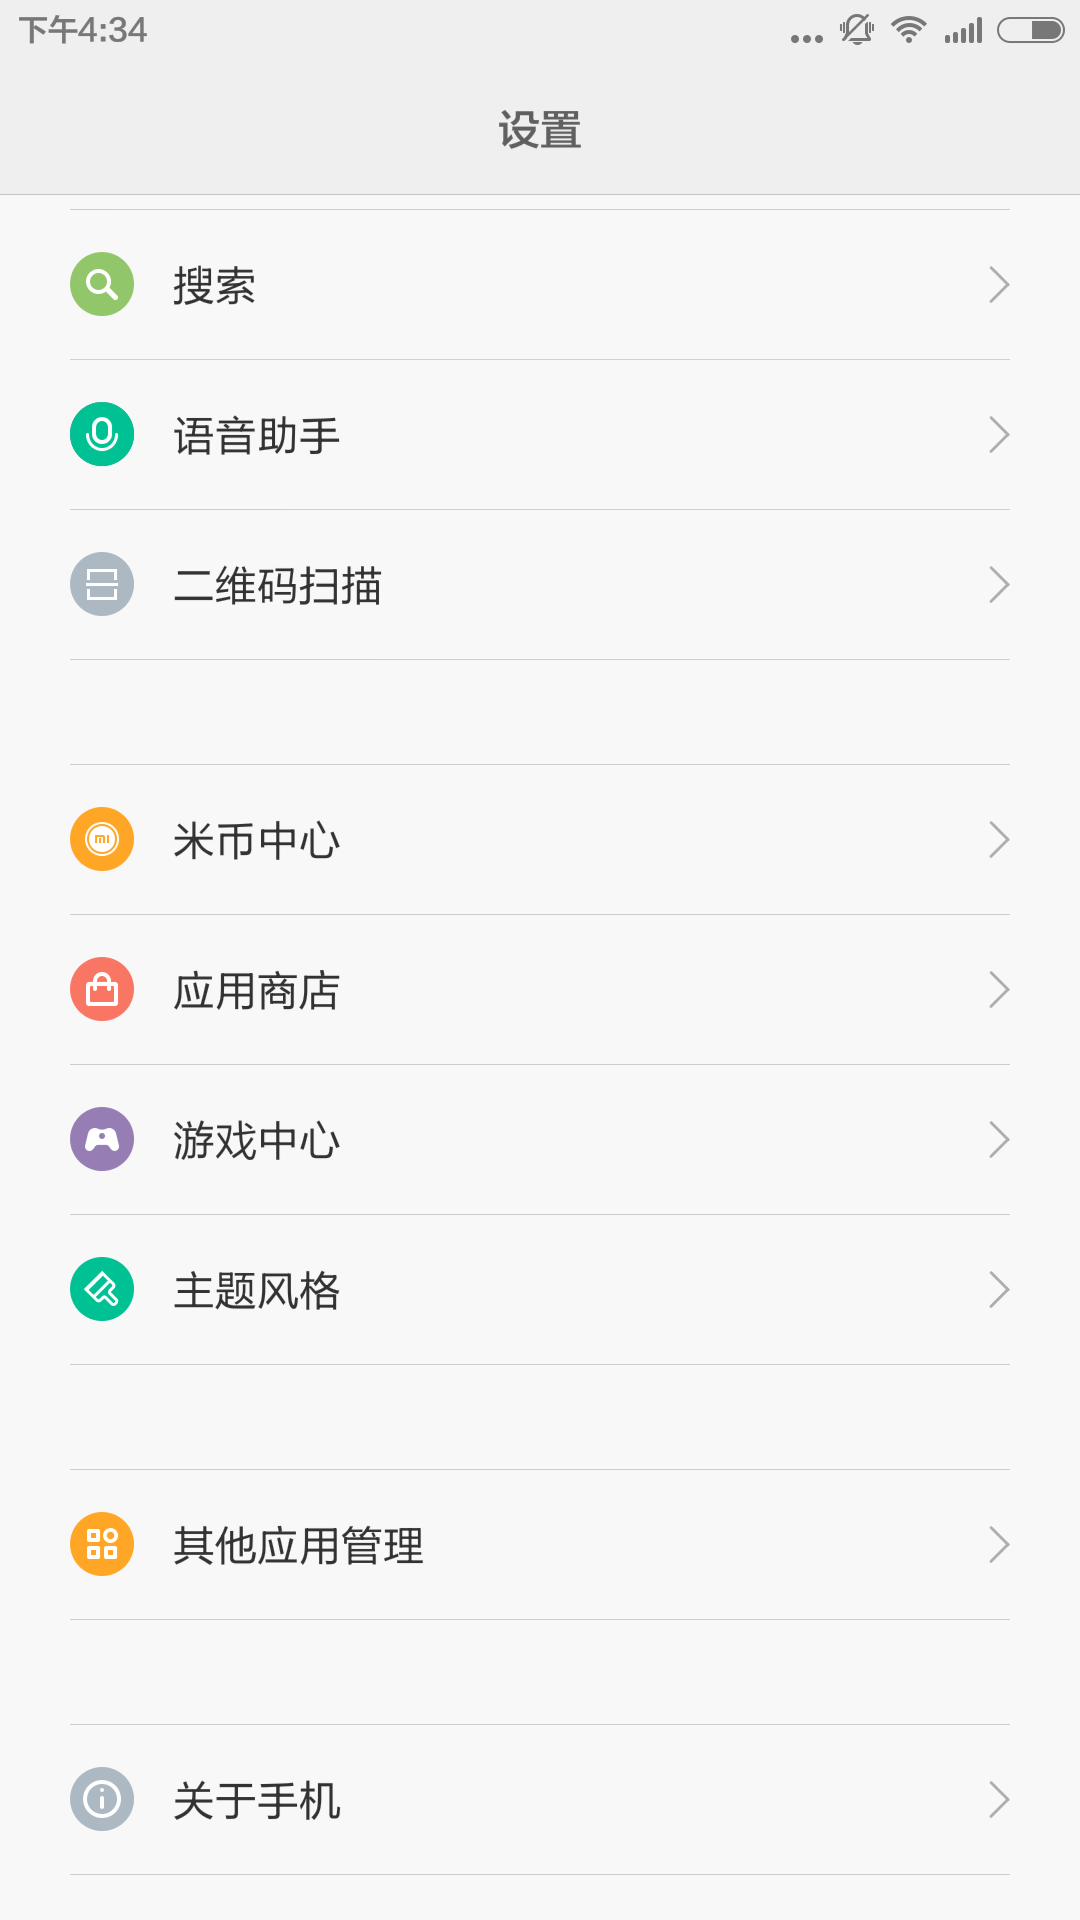 下午4:34
设置
搜索
语音助手
二维码扫描
米币中心
应用商店
游戏中心
主题风格
其他应用管理
关于手机